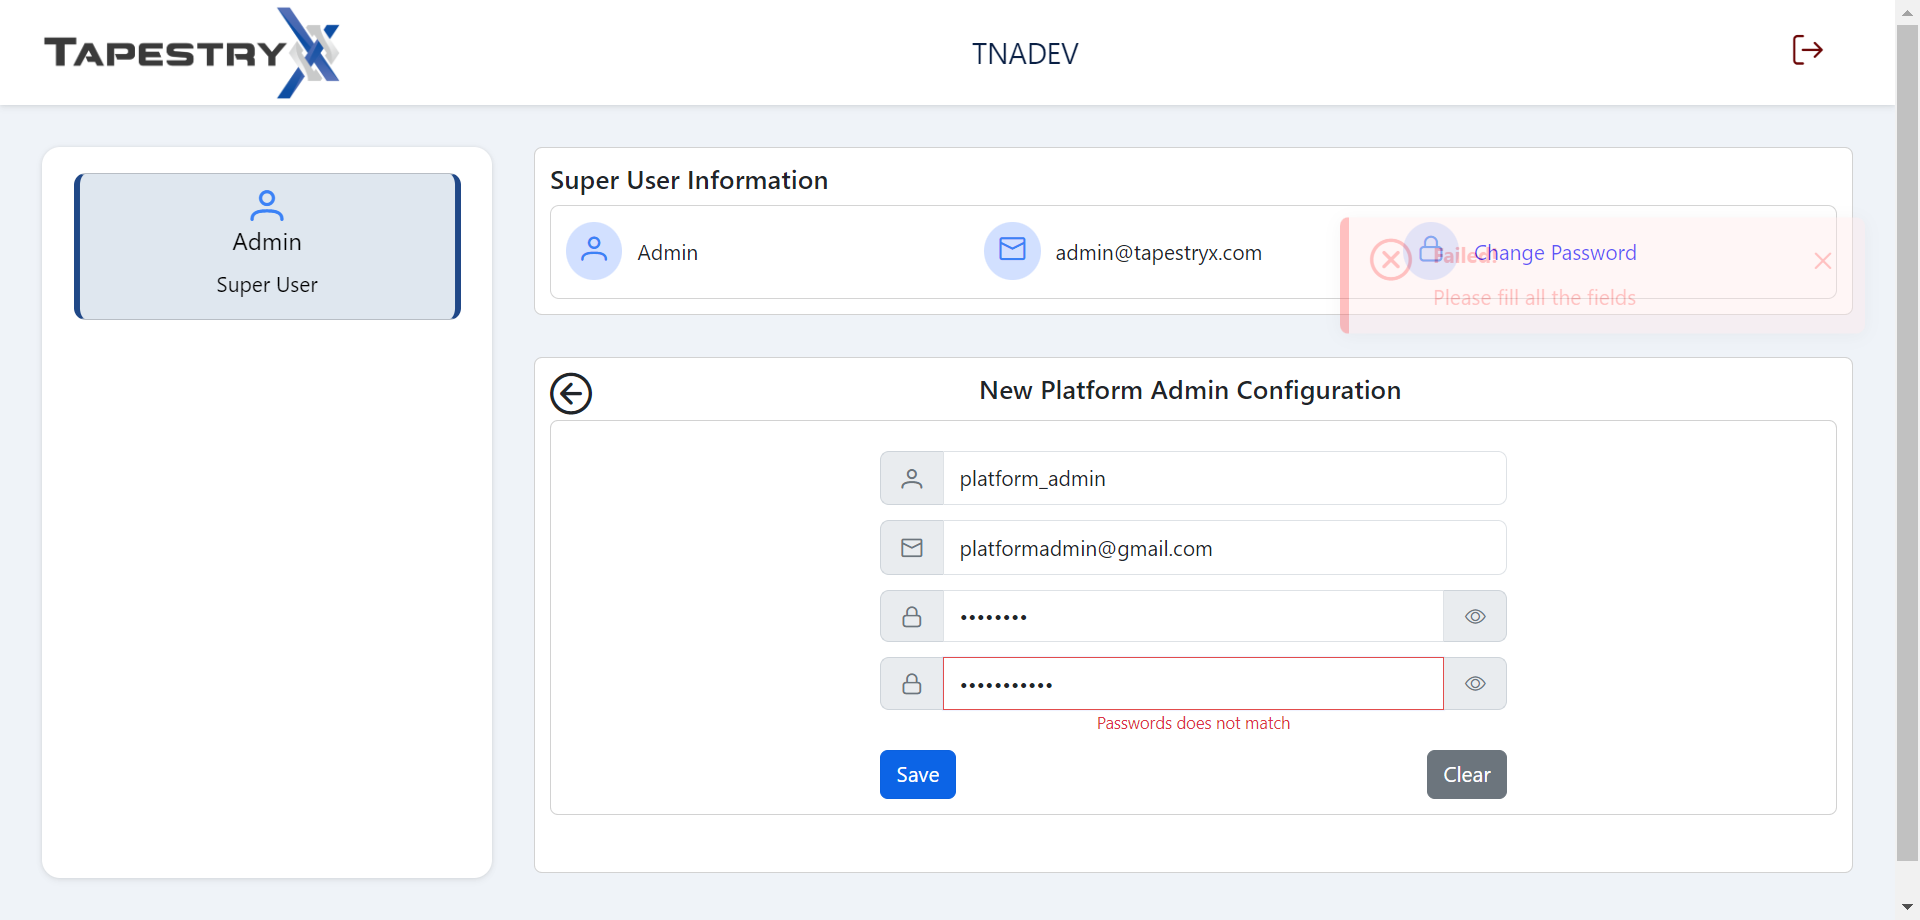 TAPESTRYX
TNADEV
Admin
Super User
Super User Information
Admin
admin@tapestryx.com
Change Password
Failed!
Please fill all the fields
New Platform Admin Configuration
platform_admin
platformadmin@gmail.com
••••••••
•••••••••••
Passwords does not match
Save
Clear